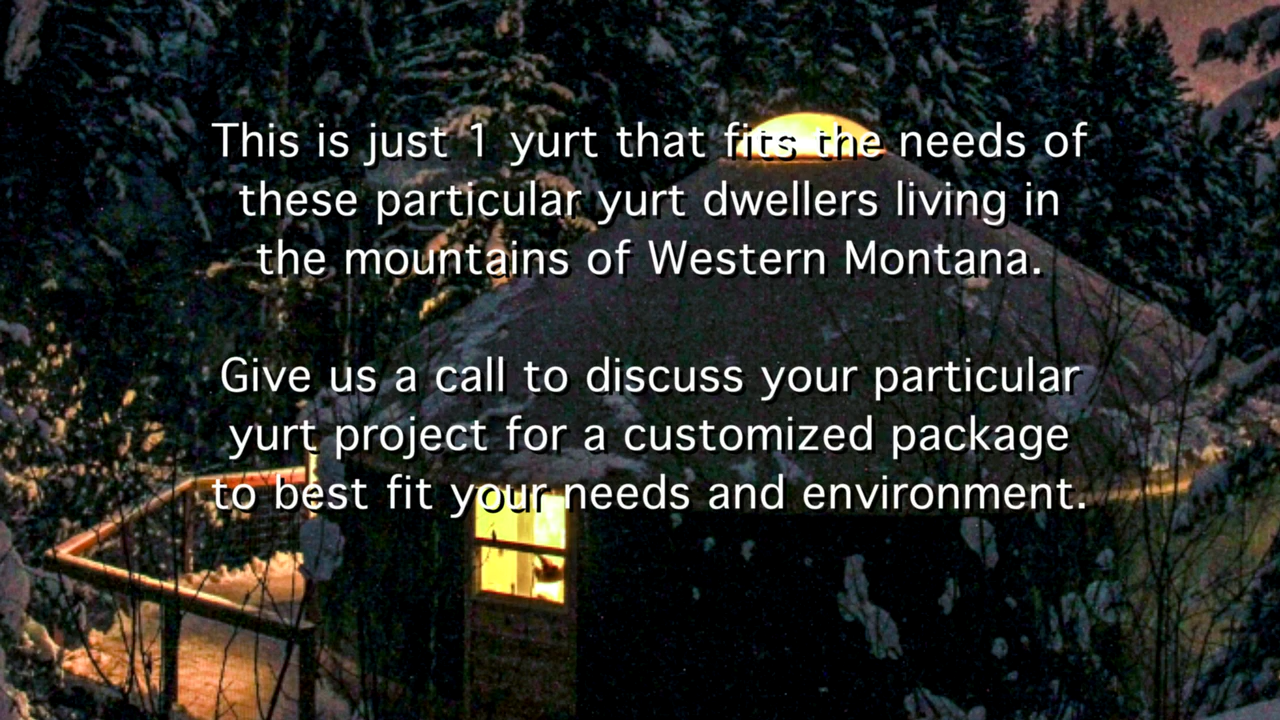 This is just 1 yurt that fits the needs of
these particular yurt dwellers living in
the mountains of Western Montana.
Give us a call to discuss your particular
yurt project for a customized package
to best fit your needs and environment.